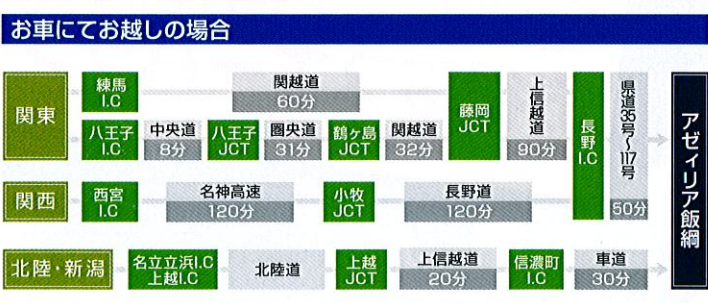 お車にてお越しの場合
関東
練馬
I.C
関越道
60分
八王子
I.C
中央道
8分
八王子
JCT
圏央道
31分
鶴ヶ島
JCT
関越道
32分
藤岡
JCT
上信越道
90分
長野I.C
県道35号〜117号
50分
アゼィリア飯綱
関西
西宮
I.C
名神高速
120分
小牧
JCT
長野道
120分
北陸・新潟
名立立浜I.C
上越I.C
北陸道
上越
JCT
上信越道
20分
信濃町
I.C
車道
30分